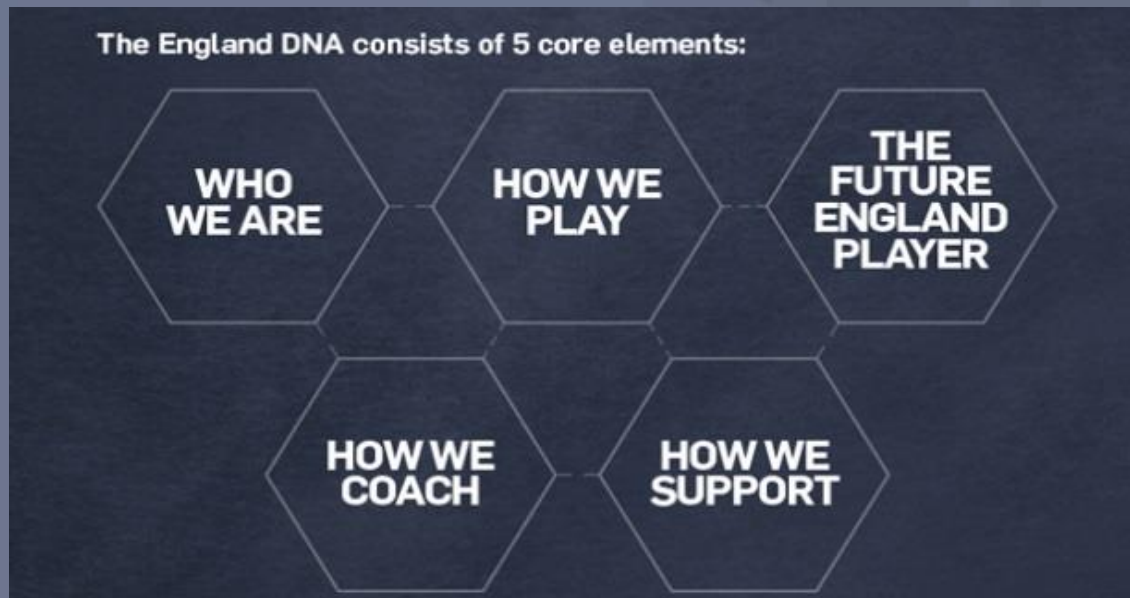 The England DNA consists of 5 core elements:
WHO
WE ARE
HOW WE
PLAY
THE
FUTURE
ENGLAND
PLAYER
HOW WE
COACH
HOW WE
SUPPORT